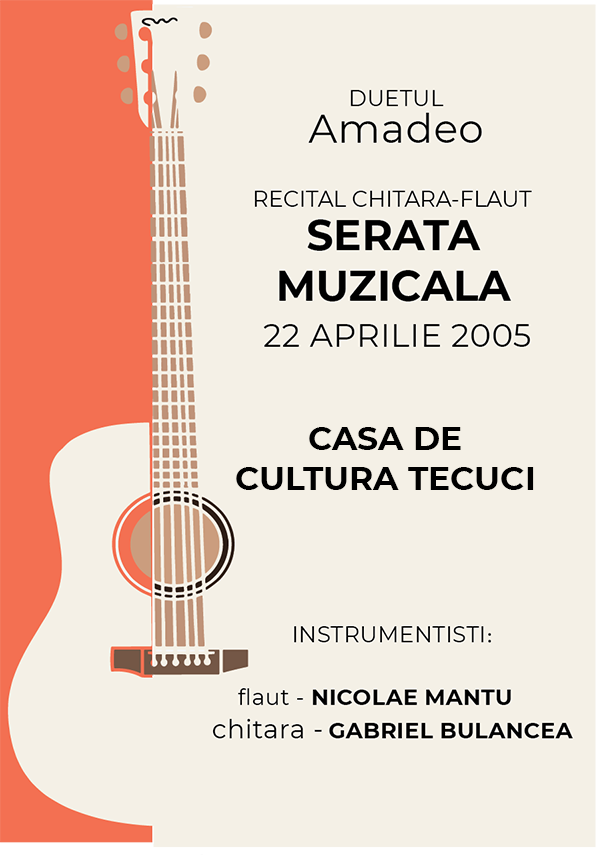 DUETUL
Amadeo
RECITAL CHITARA-FLAUT
SERATA
MUZICALA
22 APRILIE 2005
CASA DE
CULTURA TECUCI
INSTRUMENTISTI:
flaut - NICOLAE MANTU
chitara - GABRIEL BULANCEA